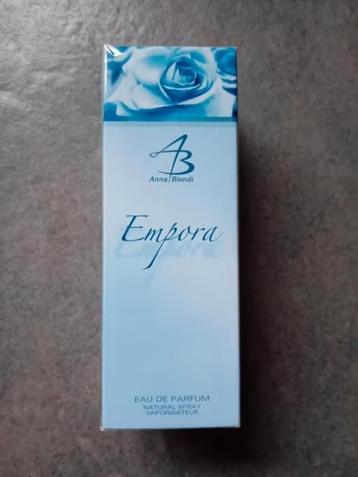 AB
Anna Biondi
Empora
EAU DE PARFUM
NATURAL SPRAY
VAPORISATEUR